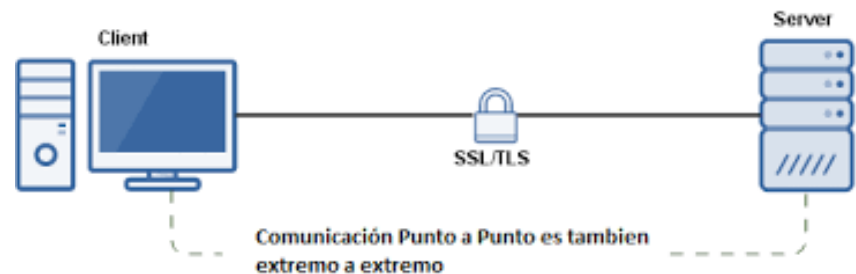 Client
Server
SSL/TLS
Comunicación Punto a Punto es tambien
extremo a extremo